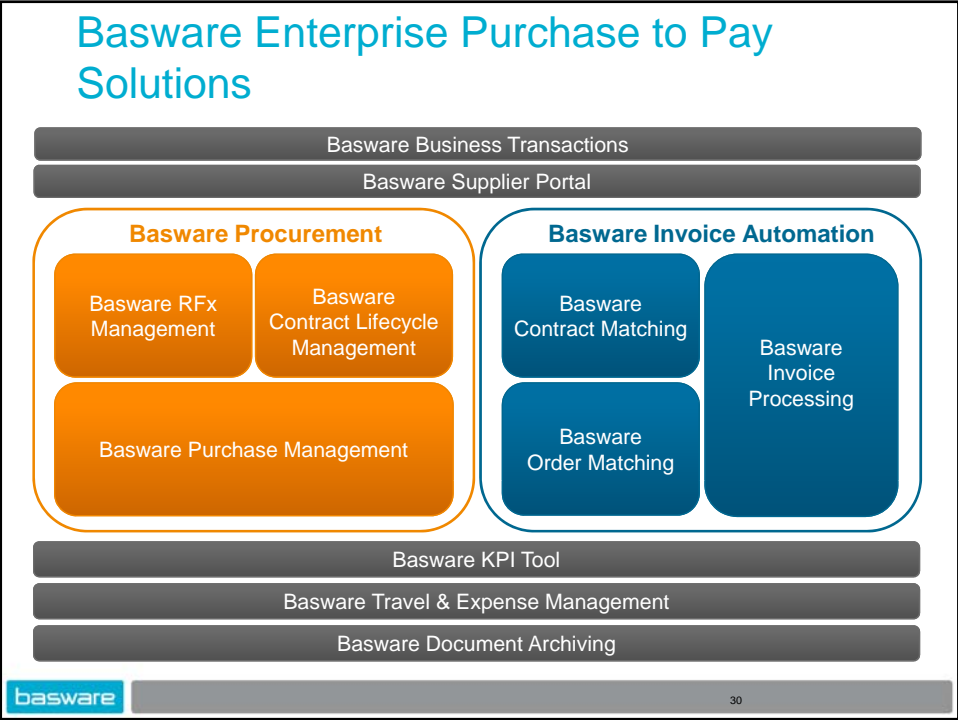 Basware Enterprise Purchase to Pay
Solutions
Basware Business Transactions
Basware Supplier Portal
Basware Procurement
Basware RFx
Management
Basware
Contract Lifecycle
Management
Basware Purchase Management
Basware Invoice Automation
Basware
Contract Matching
Basware
Order Matching
Basware
Invoice
Processing
Basware KPI Tool
Basware Travel & Expense Management
Basware Document Archiving
basware
30